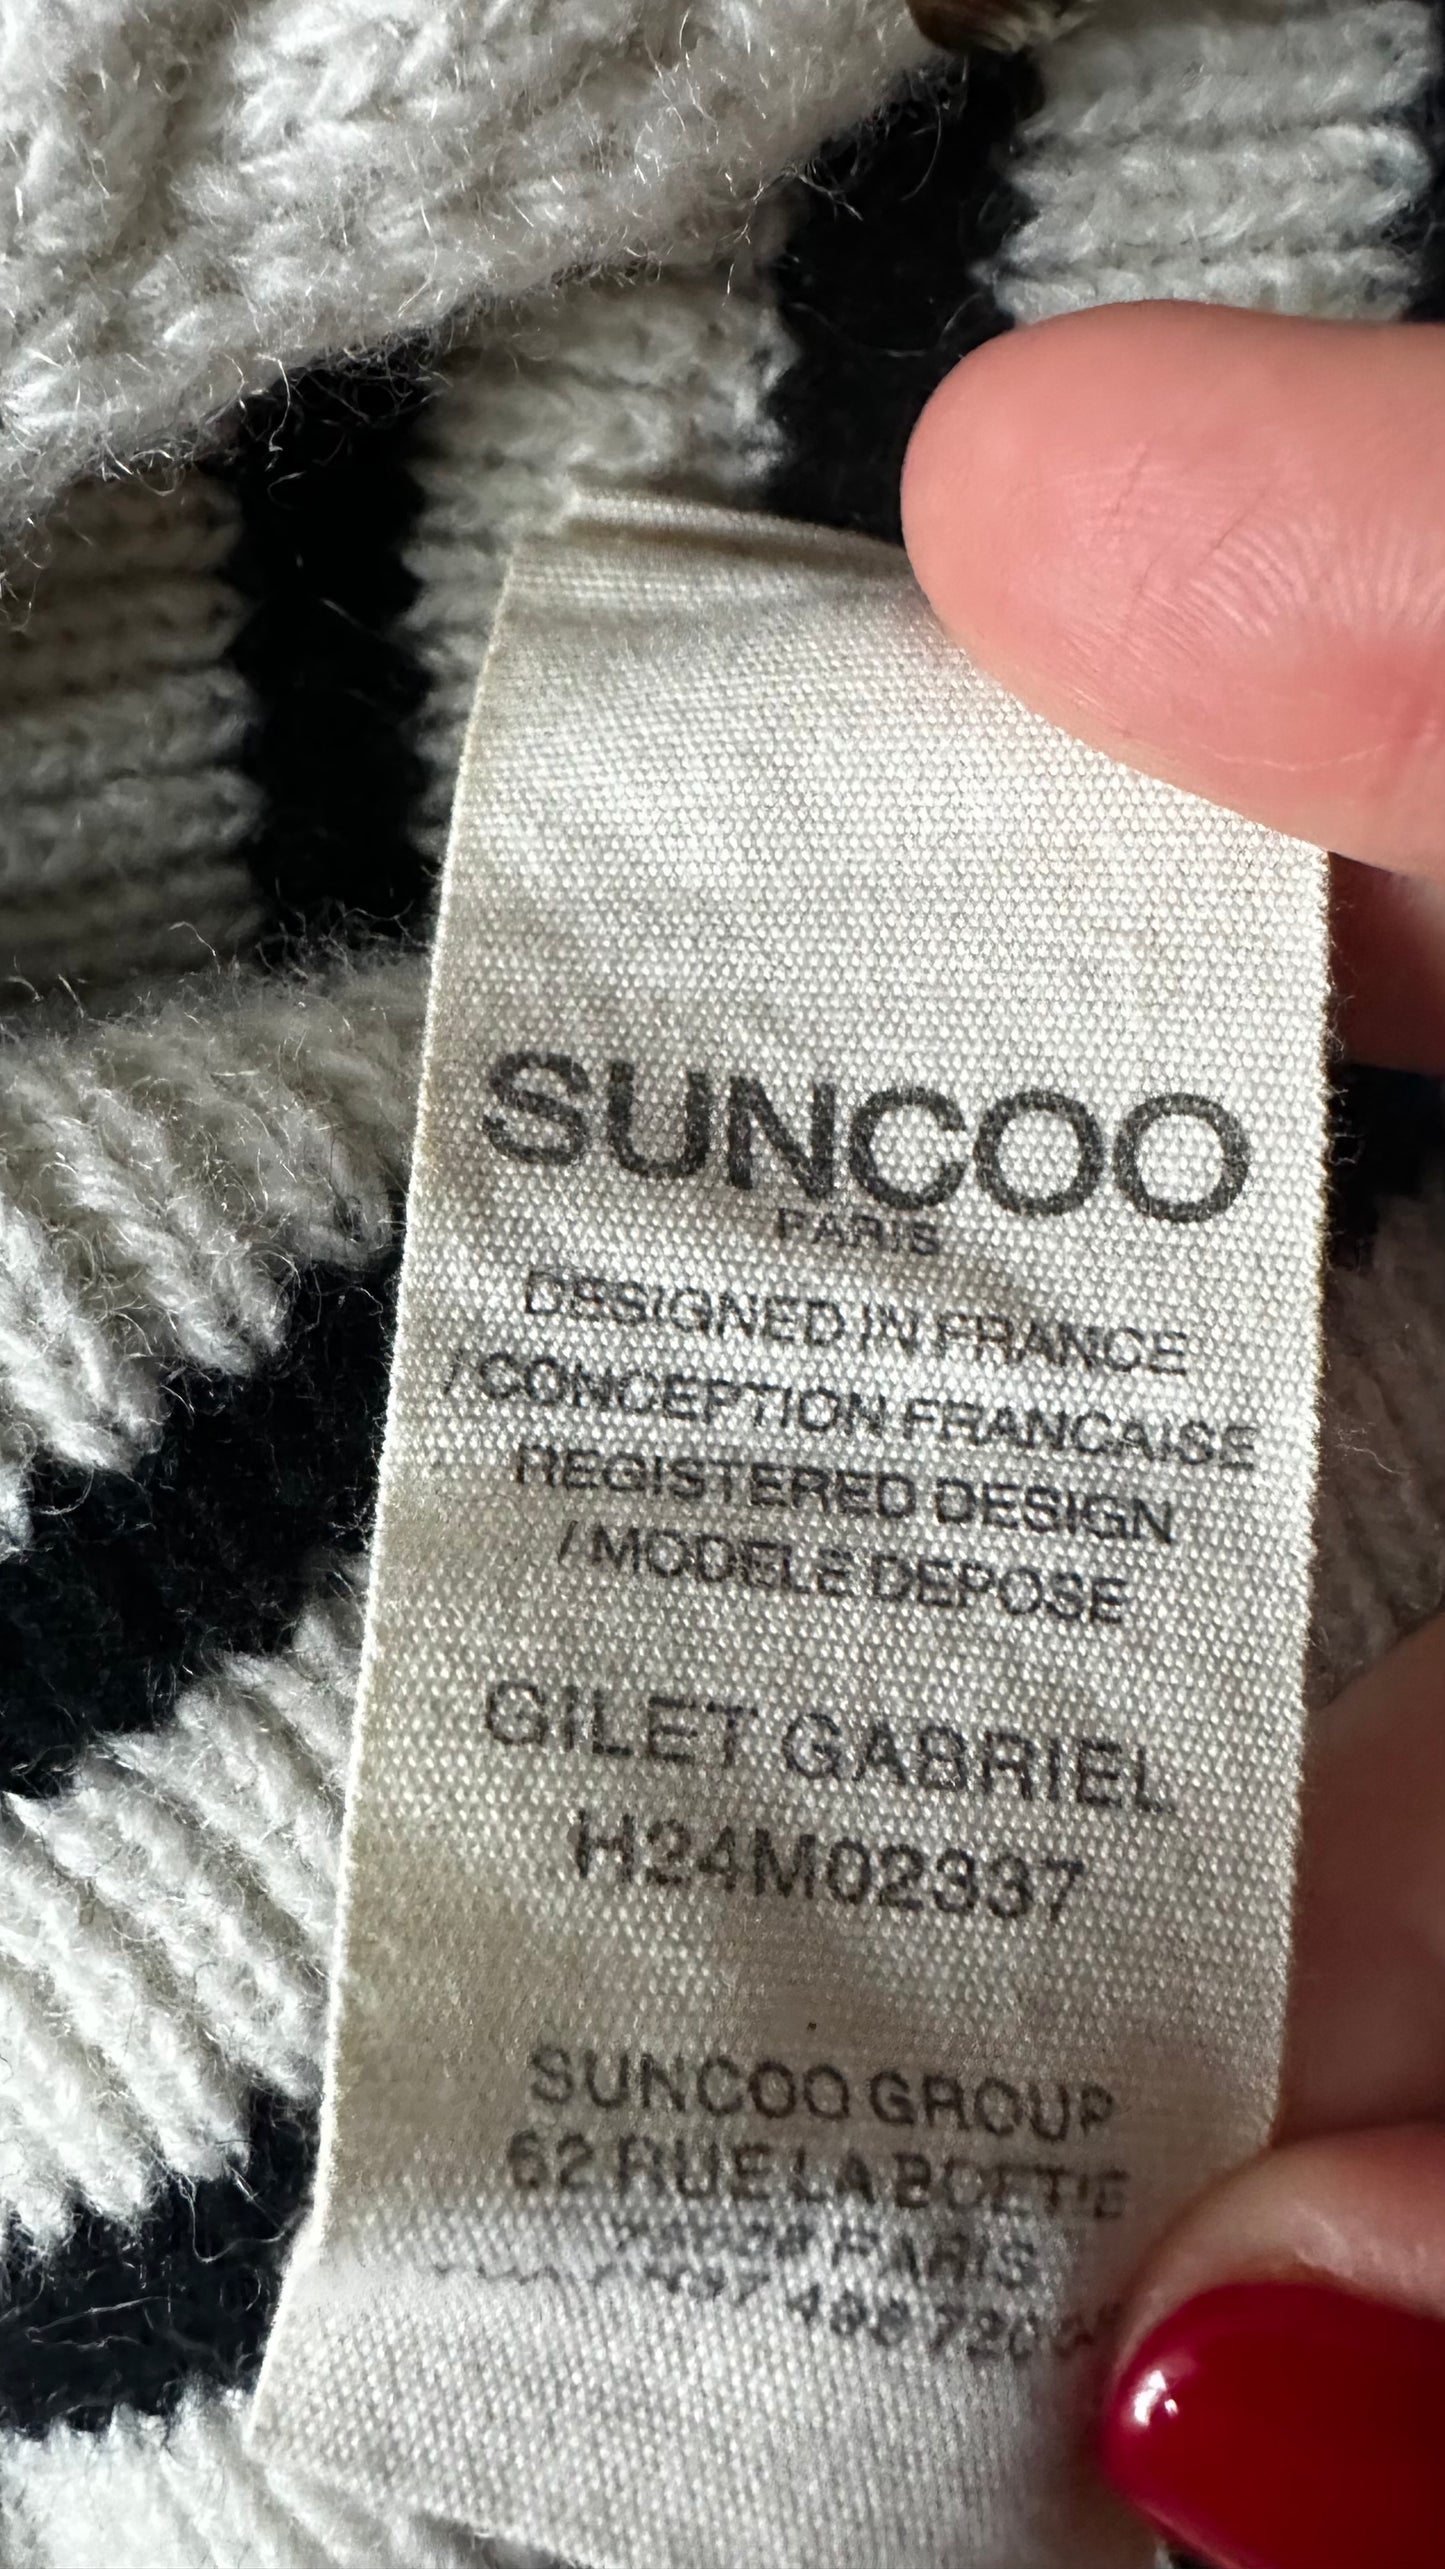 SUNCOO
PARIS
DESIGNED IN FRANCE
/ CONCEPTION FRANCAISE
REGISTERED DESIGN
/ MODELE DEPOSE
GILET GABRIEL
H24M02337
SUNCOO GROUP
62 RUE LA BOETIE
PARIS